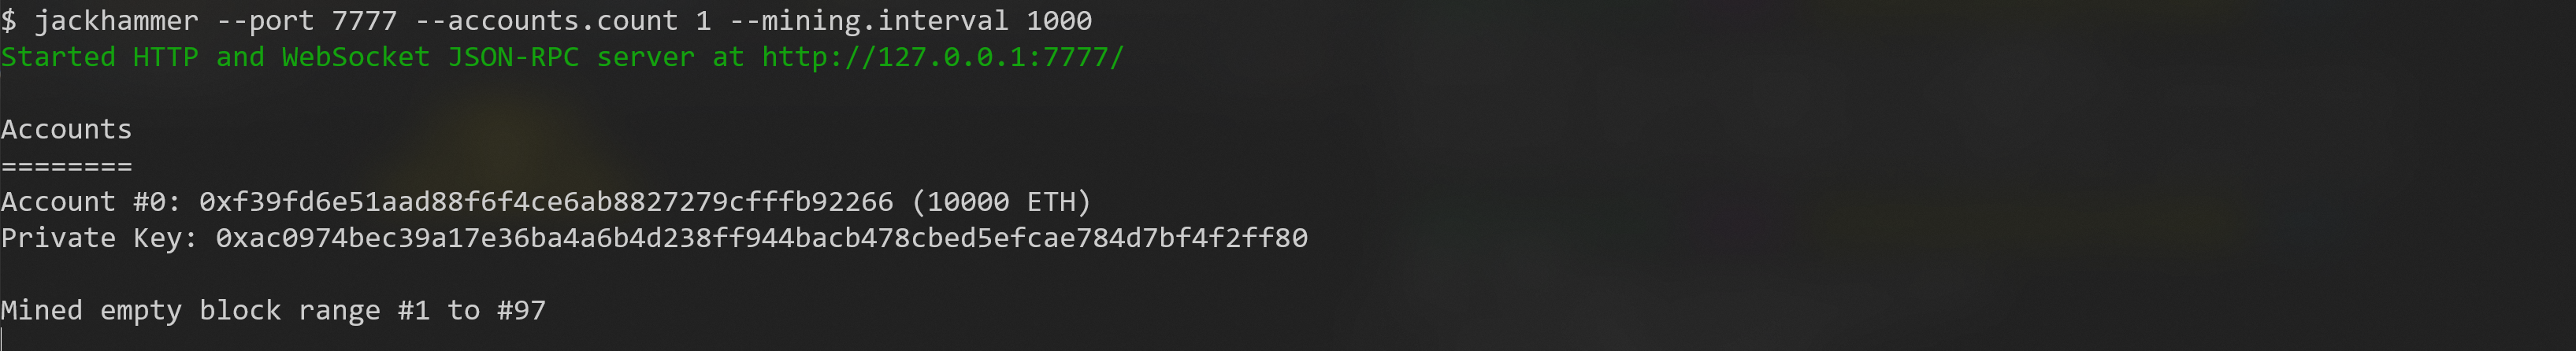 $ jackhammer --port 7777 --accounts.count 1 --mining.interval 1000
Started HTTP and WebSocket JSON-RPC server at http://127.0.0.1:7777/
Accounts
========
Account #0: 0xf39fd6e51aad88f6f4ce6ab8827279cfffb92266 (10000 ETH)
Private Key: 0xac0974bec39a17e36ba4a6b4d238ff944bacb478cbed5efcae784d7bf4f2ff80
Mined empty block range #1 to #97